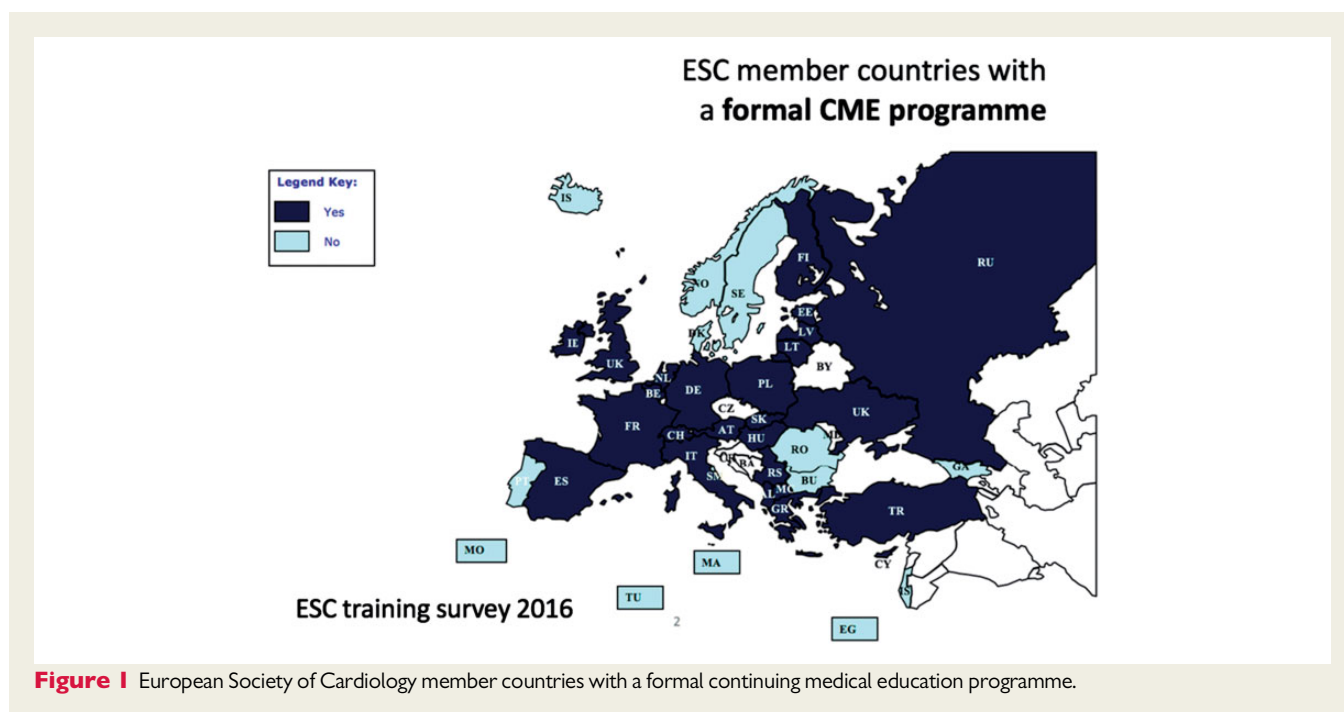 ESC member countries with
a formal CME programme
Legend Key:
Yes
No
IS
RU
FI
NO
SE
EE
DK
LV
LT
IE
UK
BY
NL
DE
PL
BE
CZ
SK
UK
FR
AT
CH
HU
RO
IT
BA
RS
BU
GA
PT
ES
SM
AL
GR
TR
MO
MA
CY
IS
TU
EG
ESC training survey 2016
2
Figure 1 European Society of Cardiology member countries with a formal continuing medical education programme.